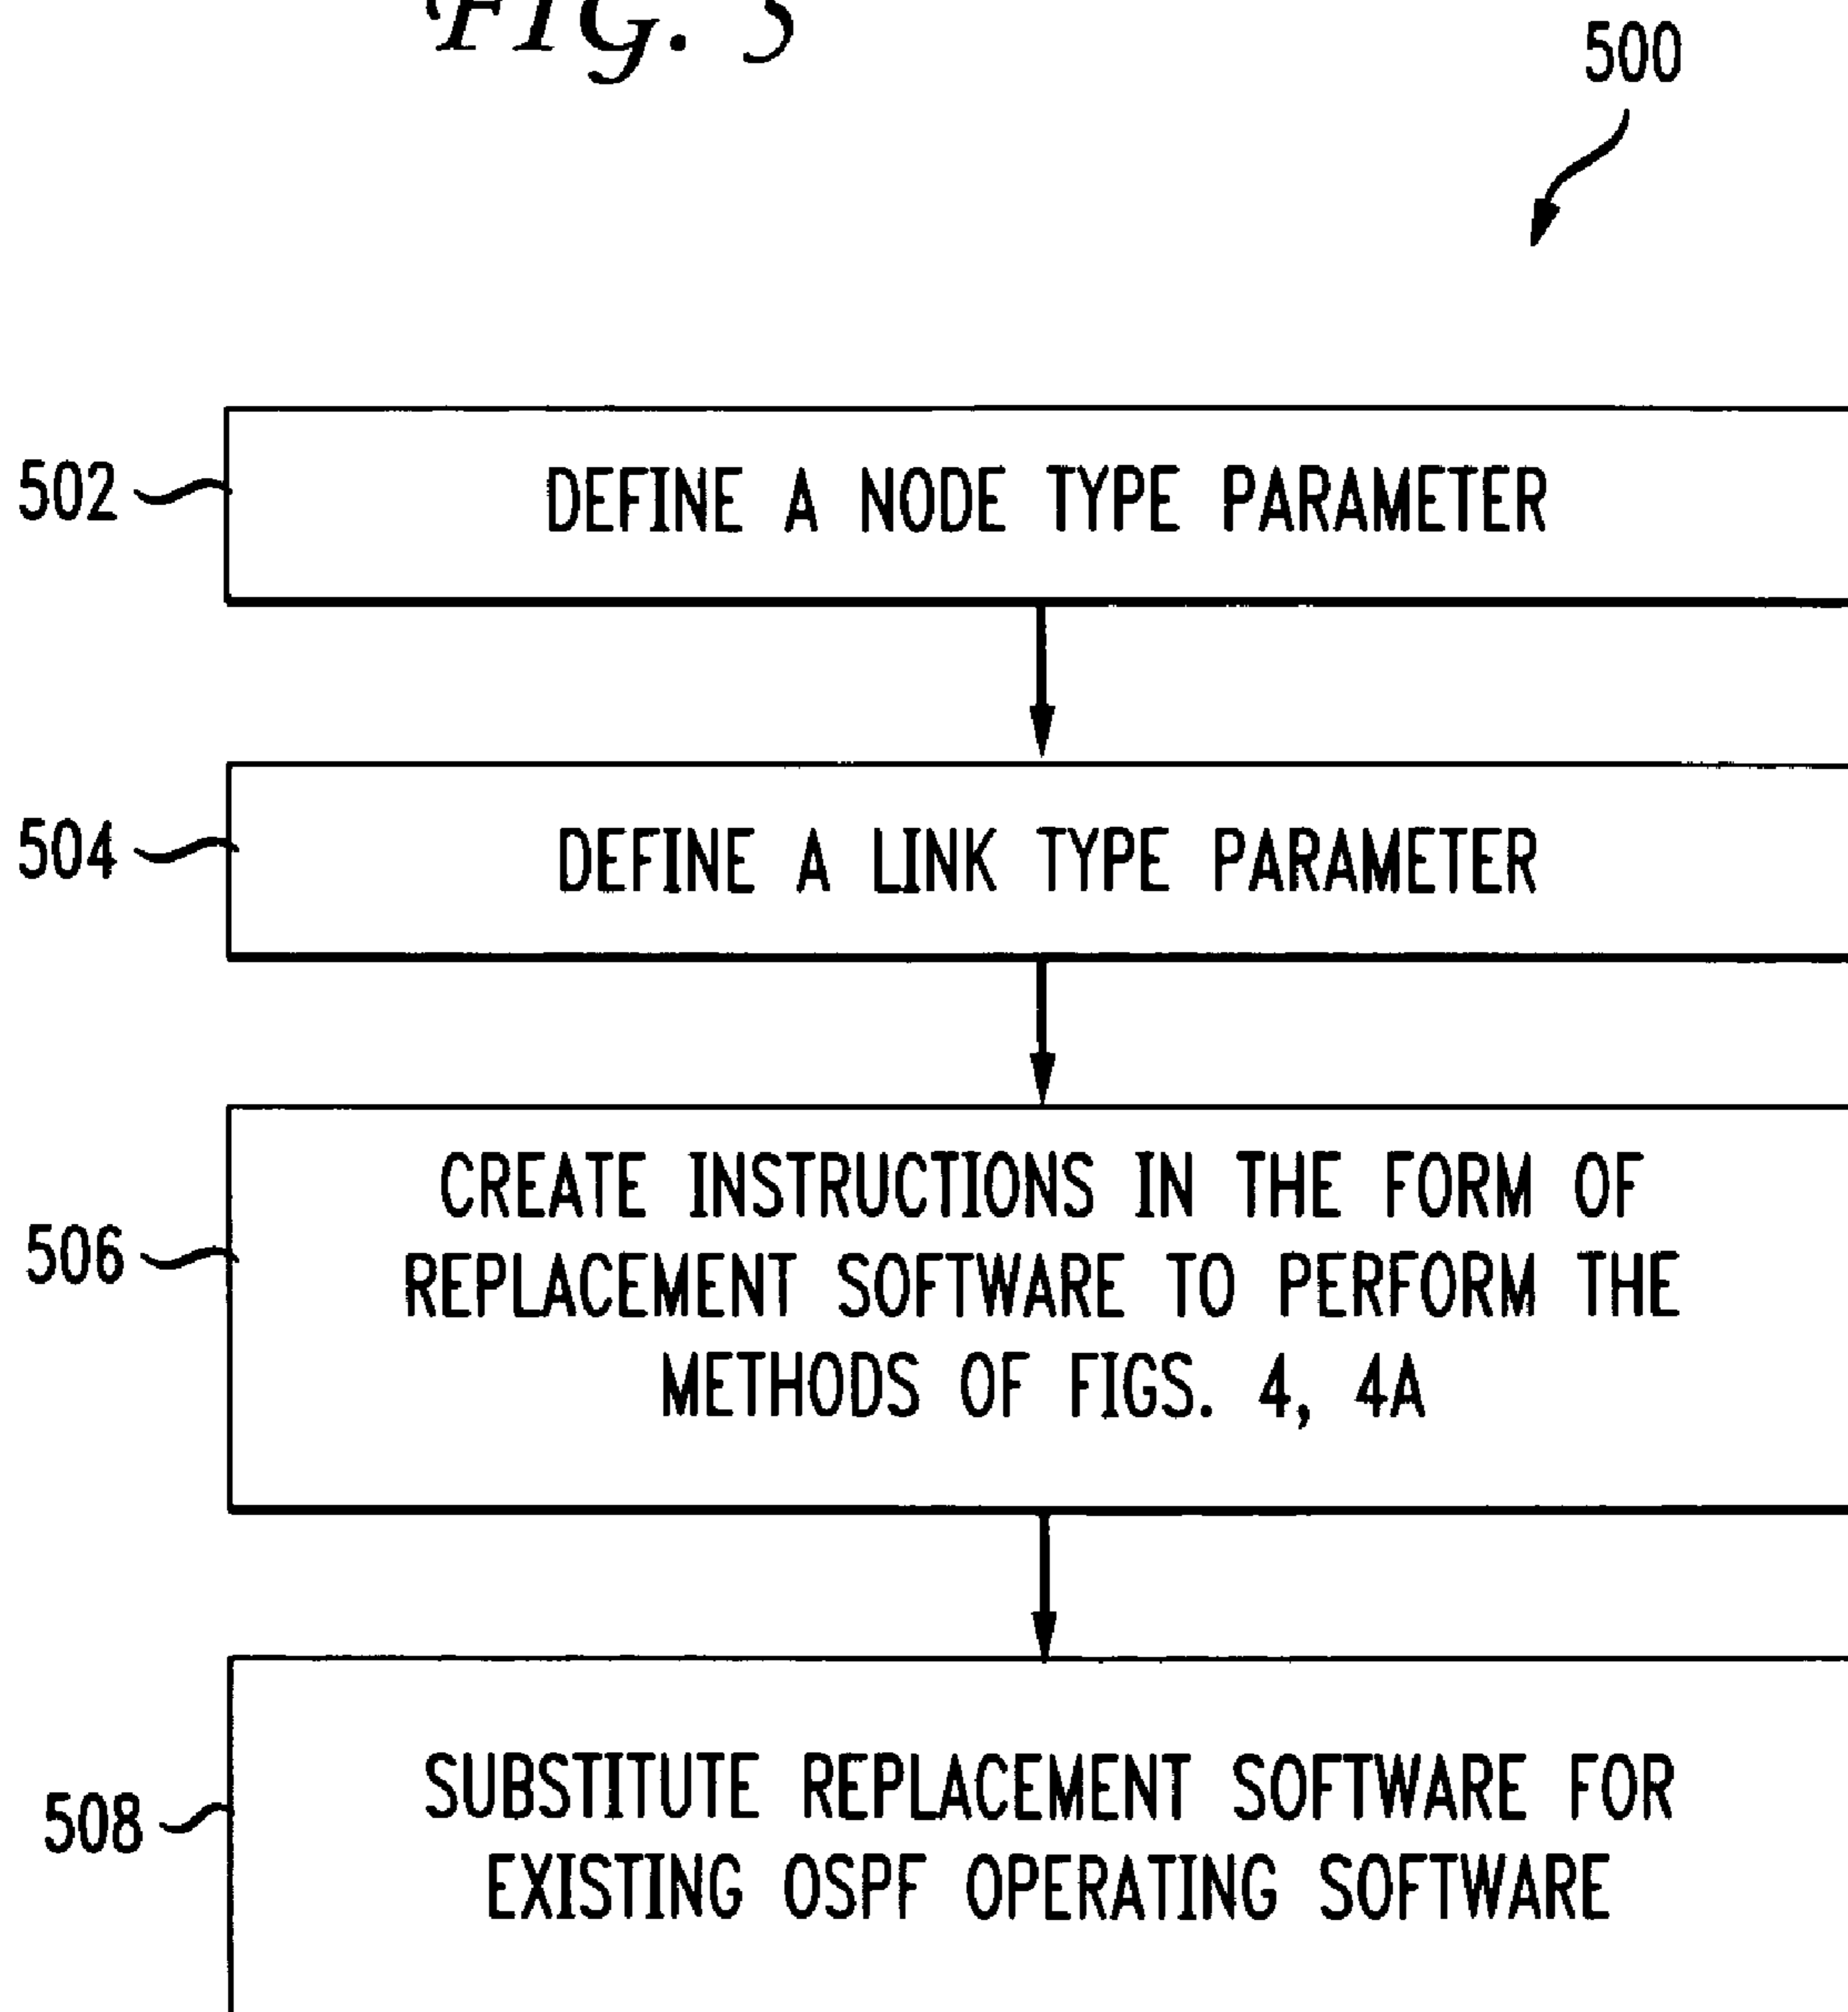 FIG. 5
500
502
DEFINE A NODE TYPE PARAMETER
504
DEFINE A LINK TYPE PARAMETER
506
CREATE INSTRUCTIONS IN THE FORM OF
REPLACEMENT SOFTWARE TO PERFORM THE
METHODS OF FIGS. 4, 4A
508
SUBSTITUTE REPLACEMENT SOFTWARE FOR
EXISTING OSPF OPERATING SOFTWARE